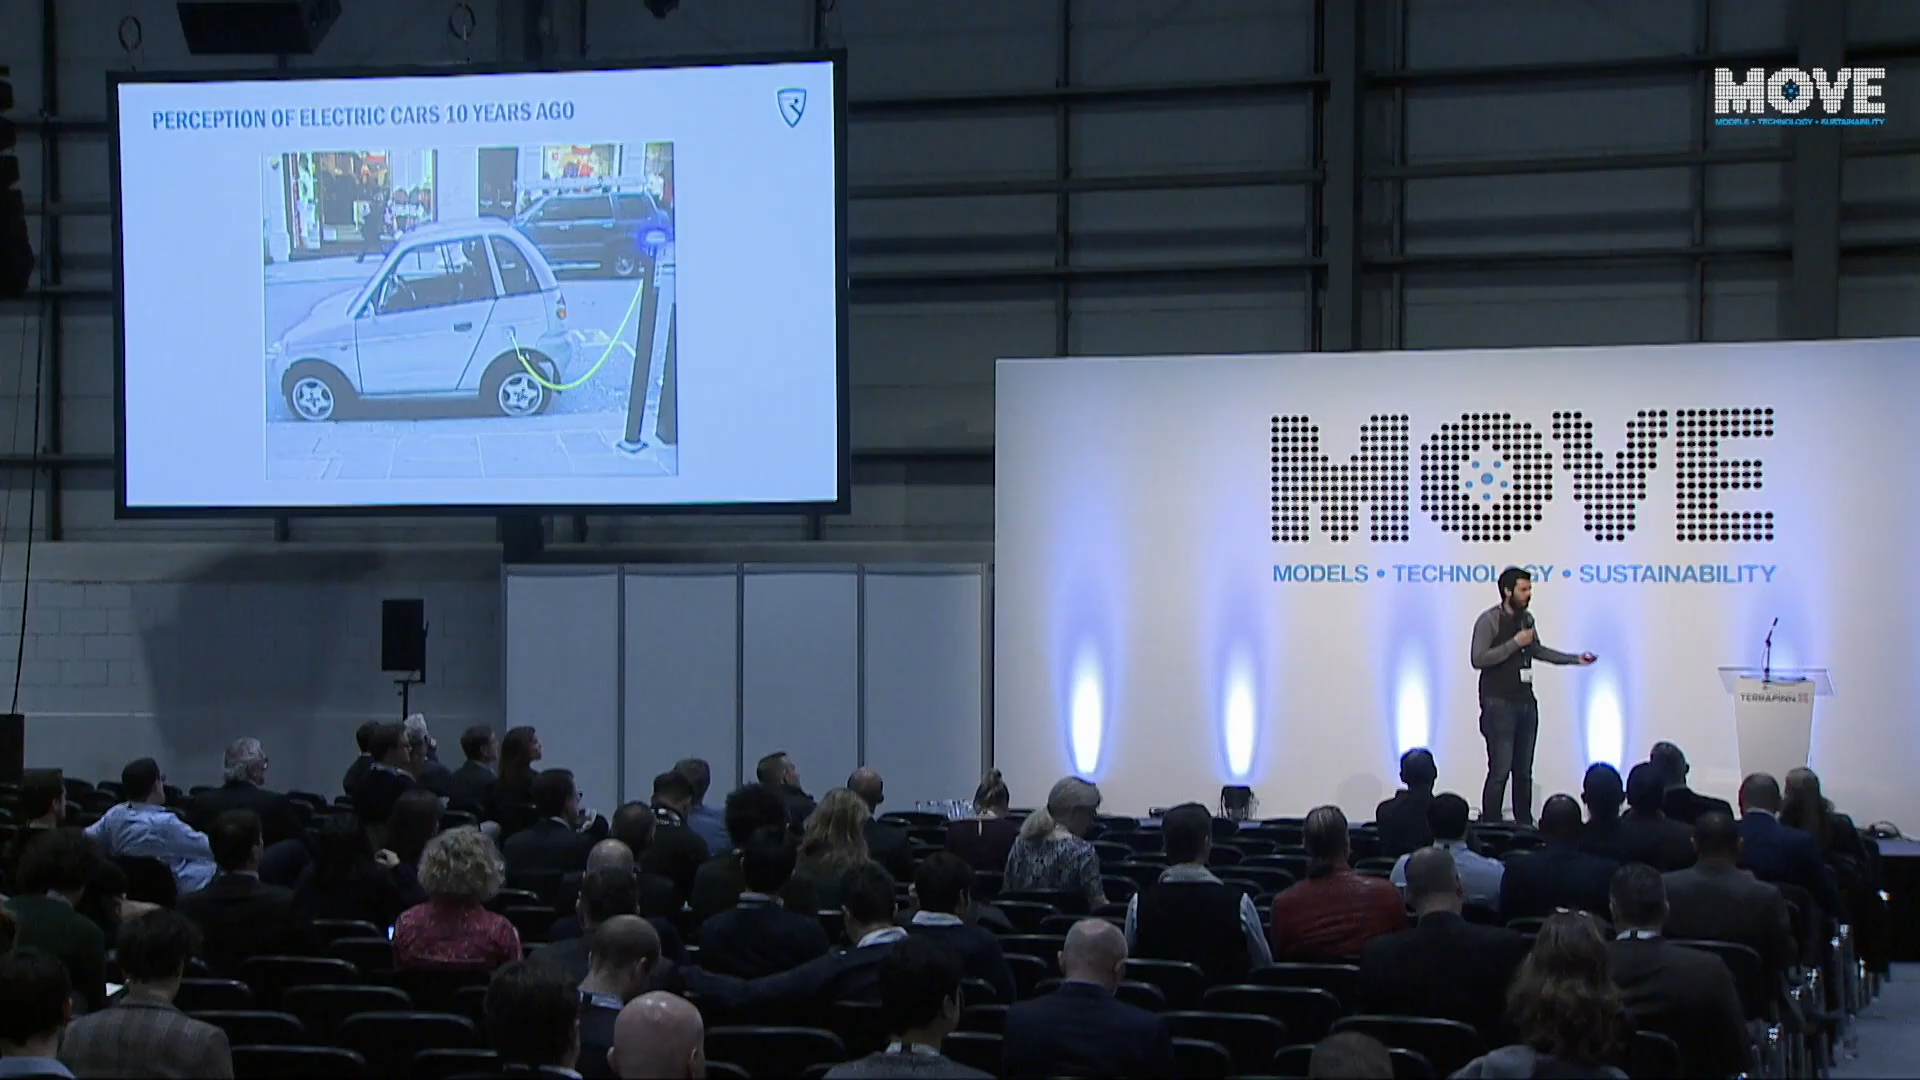 PERCEPTION OF ELECTRIC CARS 10 YEARS AGO
MOVE
MODELS • TECHNOLOGY • SUSTAINABILITY
MOVE
MODELS • TECHNOLOGY • SUSTAINABILITY
TERRAPINN